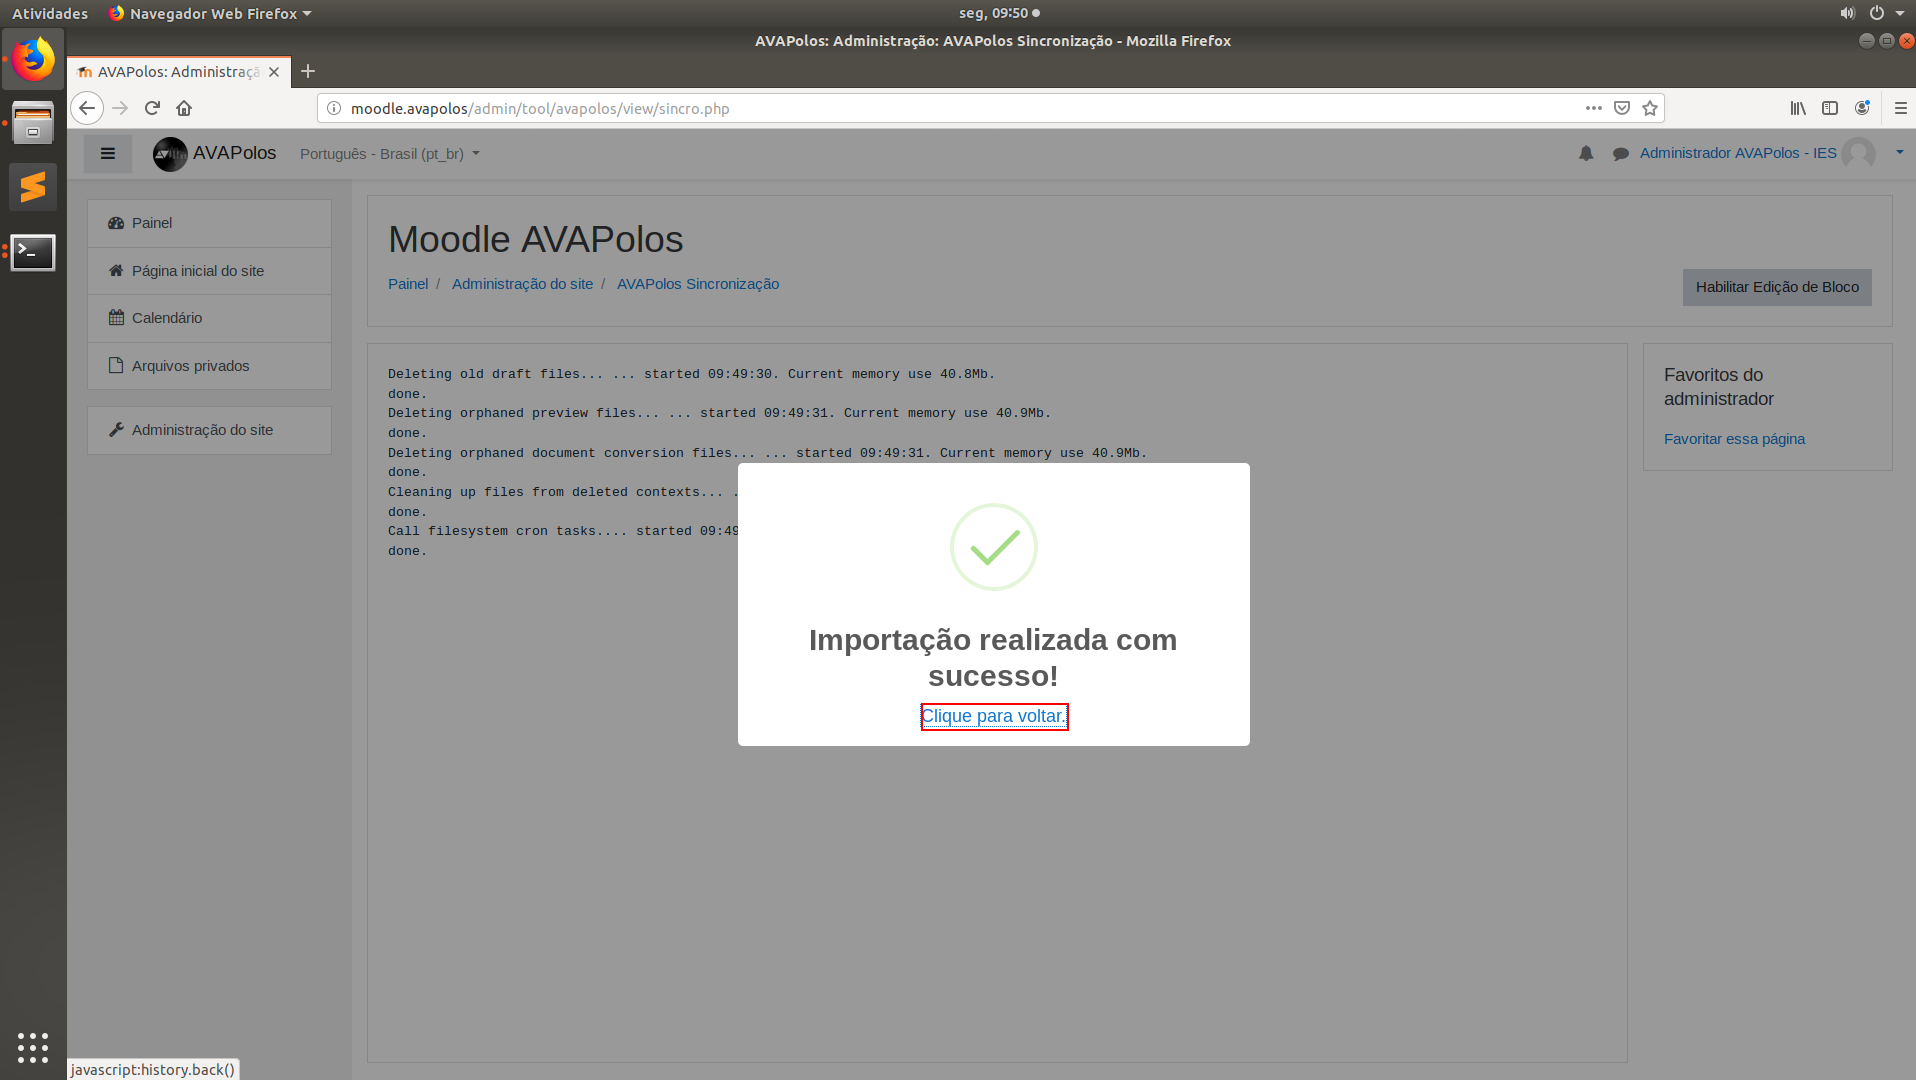 Atividades
Navegador Web Firefox
seg, 09:50
AVAPolos: Administração: AVAPolos Sincronização - Mozilla Firefox
AVAPolos: Administraçã
moodle.avapolos/admin/tool/avapolos/view/sincro.php
AVAPolos
Português - Brasil (pt_br)
Administrador AVAPolos - IES
Painel
Página inicial do site
Calendário
Arquivos privados
Administração do site
Moodle AVAPolos
Painel / Administração do site / AVAPolos Sincronização
Habilitar Edição de Bloco
Deleting old draft files... ... started 09:49:30. Current memory use 40.8Mb.
done.
Deleting orphaned preview files... ... started 09:49:31. Current memory use 40.9Mb.
done.
Deleting orphaned document conversion files... ... started 09:49:31. Current memory use 40.9Mb.
done.
Cleaning up files from deleted contexts... .
done.
Call filesystem cron tasks.... started 09:49
done.
Favoritos do
administrador
Favoritar essa página
Importação realizada com
sucesso!
Clique para voltar.
javascript:history.back()